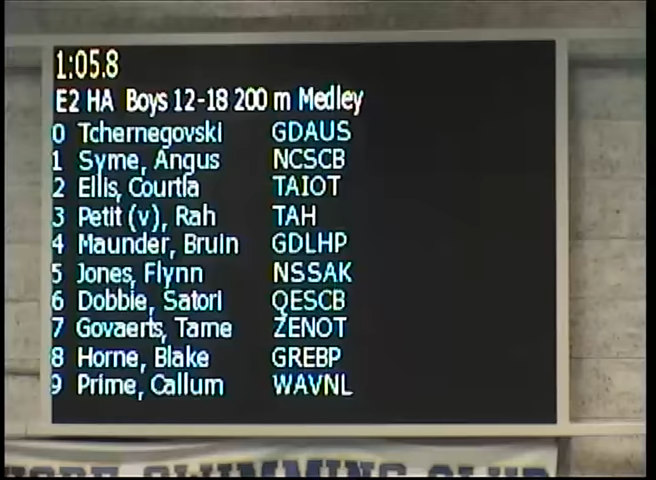 1:05.8
E2 HA Boys 12-18 200 m Medley
0 Tchernegovski GDAUS
1 Syme, Angus NCSCB
2 Ellis, Courtla TAIOT
3 Petit (v), Rah TAH
4 Maunder, Bruin GDLHP
5 Jones, Flynn NSSAK
6 Dobbie, Satori QESCB
7 Govaerts, Tame ZENOT
8 Horne, Blake GREBP
9 Prime, Callum WAVNL
SWIMMING CLUB